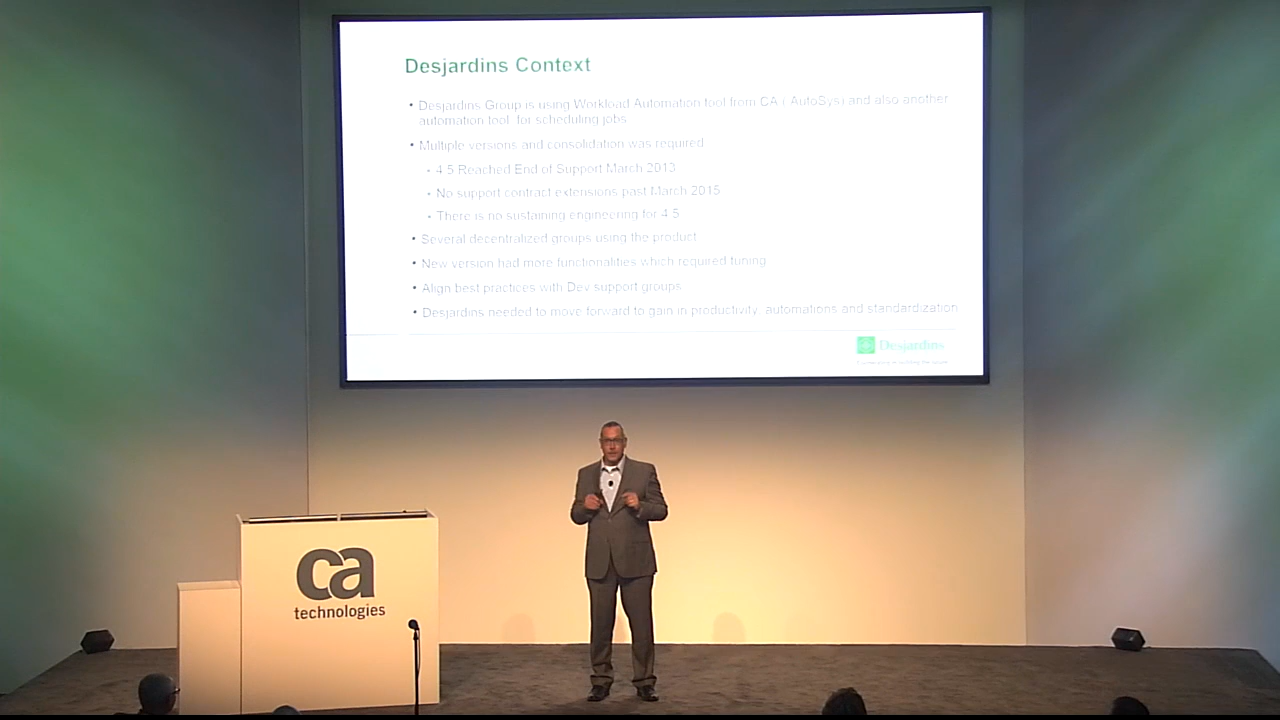 Desjardins Context
• Desjardins Group is using Workload Automation tool from CA ( AutoSys) and also another
automation tool for scheduling jobs
• Multiple versions and consolidation was required
• 4.5 Reached End of Support March 2013
• No support contract extensions past March 2015
• There is no sustaining engineering for 4.5
• Several decentralized groups using the product
• New version had more functionalities which required tuning
• Align best practices with Dev support groups
• Desjardins needed to move forward to gain in productivity, automations and standardization
Desjardins
ca
technologies